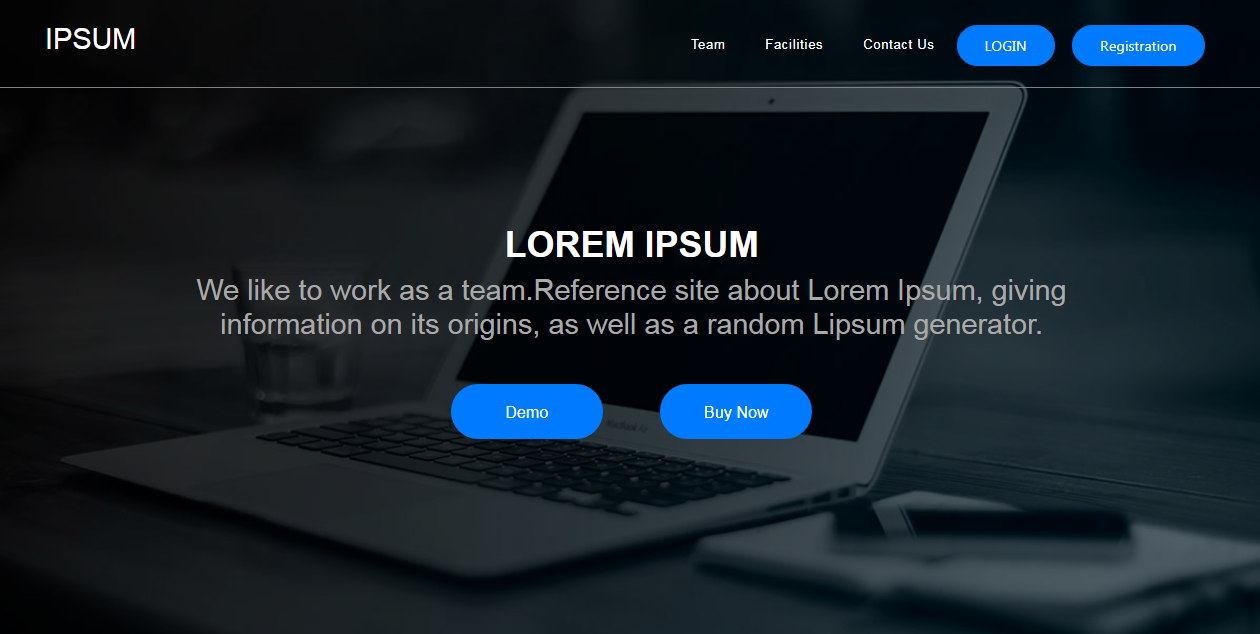 IPSUM
Team Facilities Contact Us LOGIN Registration
LOREM IPSUM
We like to work as a team.Reference site about Lorem Ipsum, giving
information on its origins, as well as a random Lipsum generator.
Demo Buy Now